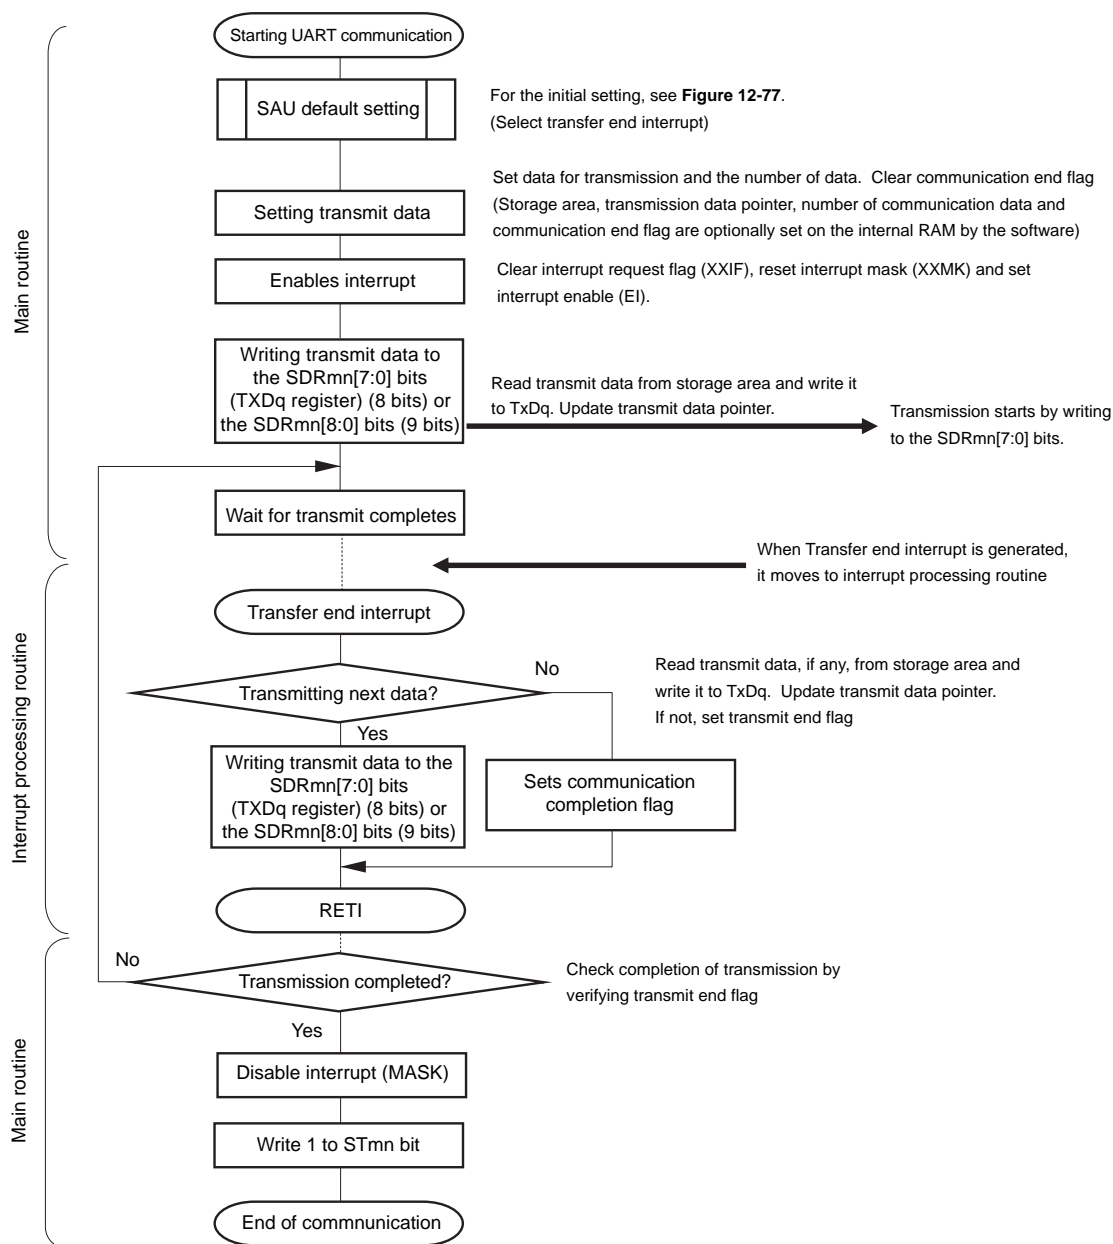 Starting UART communication
SAU default setting
For the initial setting, see Figure 12-77.
(Select transfer end interrupt)
Setting transmit data
Set data for transmission and the number of data.  Clear communication end flag
(Storage area, transmission data pointer, number of communication data and
communication end flag are optionally set on the internal RAM by the software)
Enables interrupt
Clear interrupt request flag (XXIF), reset interrupt mask (XXMK) and set
interrupt enable (EI).
Main routine
Writing transmit data to
the SDRmn[7:0] bits
(TXDq register) (8 bits) or
the SDRmn[8:0] bits (9 bits)
Read transmit data from storage area and write it
to TxDq. Update transmit data pointer.
Transmission starts by writing
to the SDRmn[7:0] bits.
Wait for transmit completes
When Transfer end interrupt is generated,
it moves to interrupt processing routine
Transfer end interrupt
Interrupt processing routine
Transmitting next data?
No
Read transmit data, if any, from storage area and
write it to TxDq.  Update transmit data pointer.
If not, set transmit end flag
Yes
Writing transmit data to the
SDRmn[7:0] bits
(TXDq register) (8 bits) or
the SDRmn[8:0] bits (9 bits)
Sets communication
completion flag
RETI
No
Transmission completed?
Check completion of transmission by
verifying transmit end flag
Yes
Main routine
Disable interrupt (MASK)
Write 1 to STmn bit
End of commnunication